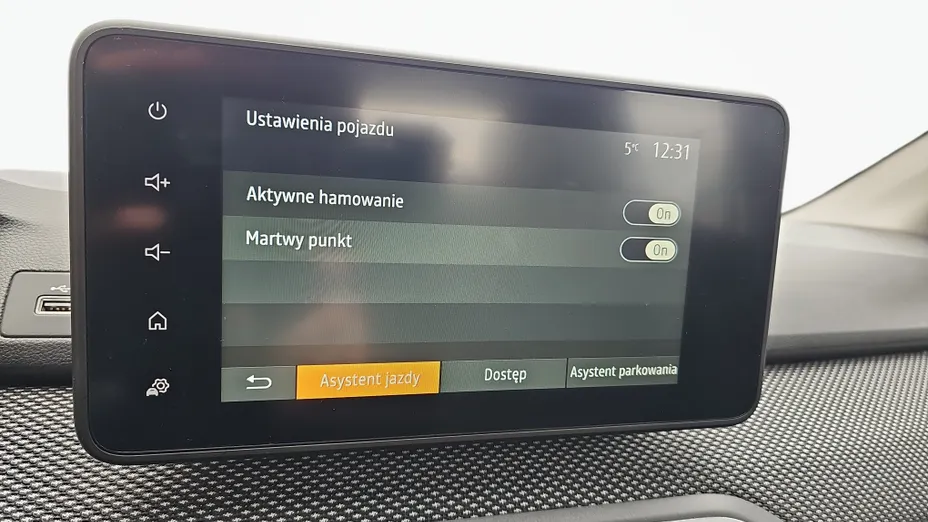 Ustawienia pojazdu
5°C 12:31
Aktywne hamowanie On
Martwy punkt On
Asystent jazdy Dostęp Asystent parkowania